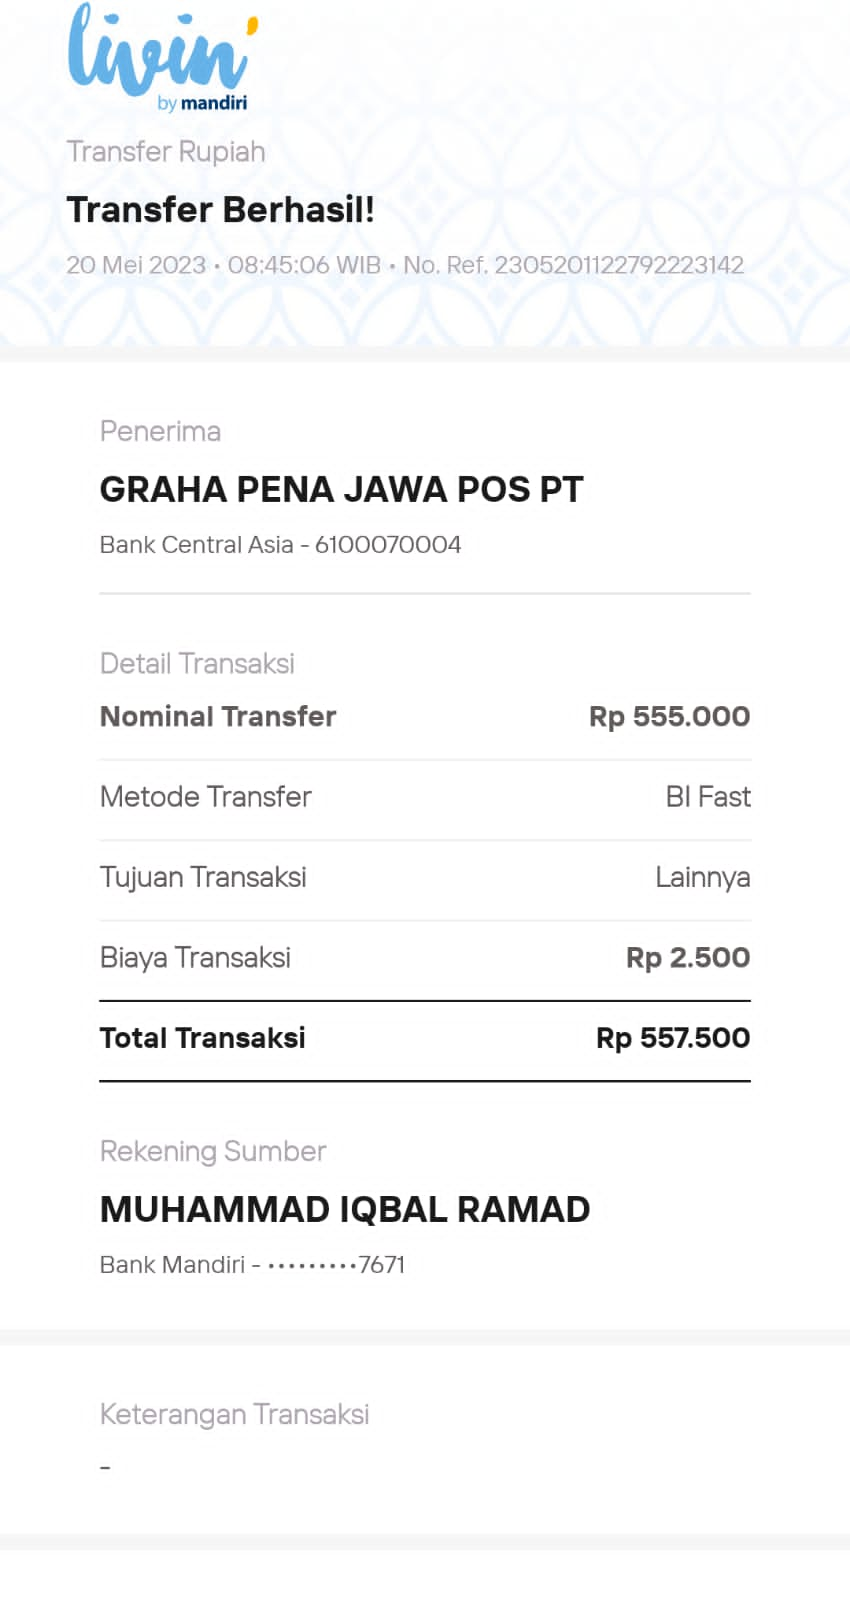 livin'
by mandiri
Transfer Rupiah
Transfer Berhasil!
20 Mei 2023 • 08:45:06 WIB • No. Ref. 2305201122792223142
Penerima
GRAHA PENA JAWA POS PT
Bank Central Asia - 6100070004
Detail Transaksi
Nominal Transfer Rp 555.000
Metode Transfer BI Fast
Tujuan Transaksi Lainnya
Biaya Transaksi Rp 2.500
Total Transaksi Rp 557.500
Rekening Sumber
MUHAMMAD IQBAL RAMAD
Bank Mandiri - •••••••••7671
Keterangan Transaksi
-